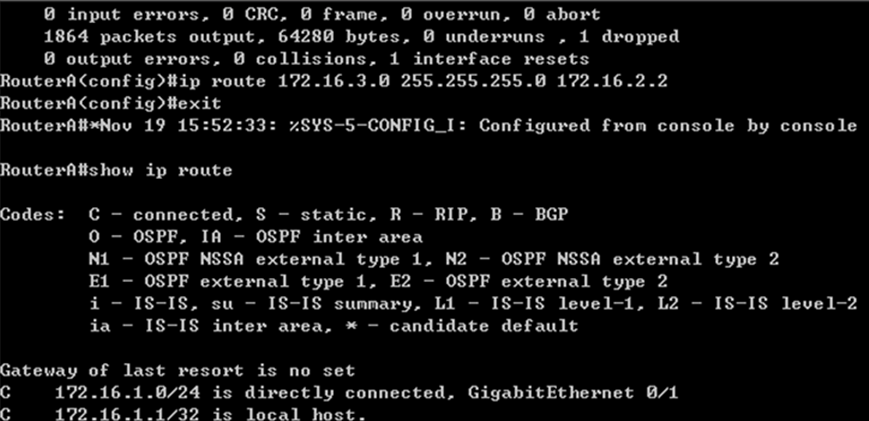 0 input errors, 0 CRC, 0 frame, 0 overrun, 0 abort
1864 packets output, 64280 bytes, 0 underruns , 1 dropped
0 output errors, 0 collisions, 1 interface resets
RouterA(config)#ip route 172.16.3.0 255.255.255.0 172.16.2.2
RouterA(config)#exit
RouterA#*Nov 19 15:52:33: %SYS-5-CONFIG_I: Configured from console by console
RouterA#show ip route
Codes:  C - connected, S - static, R - RIP, B - BGP
O - OSPF, IA - OSPF inter area
N1 - OSPF NSSA external type 1, N2 - OSPF NSSA external type 2
E1 - OSPF external type 1, E2 - OSPF external type 2
i - IS-IS, su - IS-IS summary, L1 - IS-IS level-1, L2 - IS-IS level-2
ia - IS-IS inter area, * - candidate default
Gateway of last resort is no set
C    172.16.1.0/24 is directly connected, GigabitEthernet 0/1
C    172.16.1.1/32 is local host.